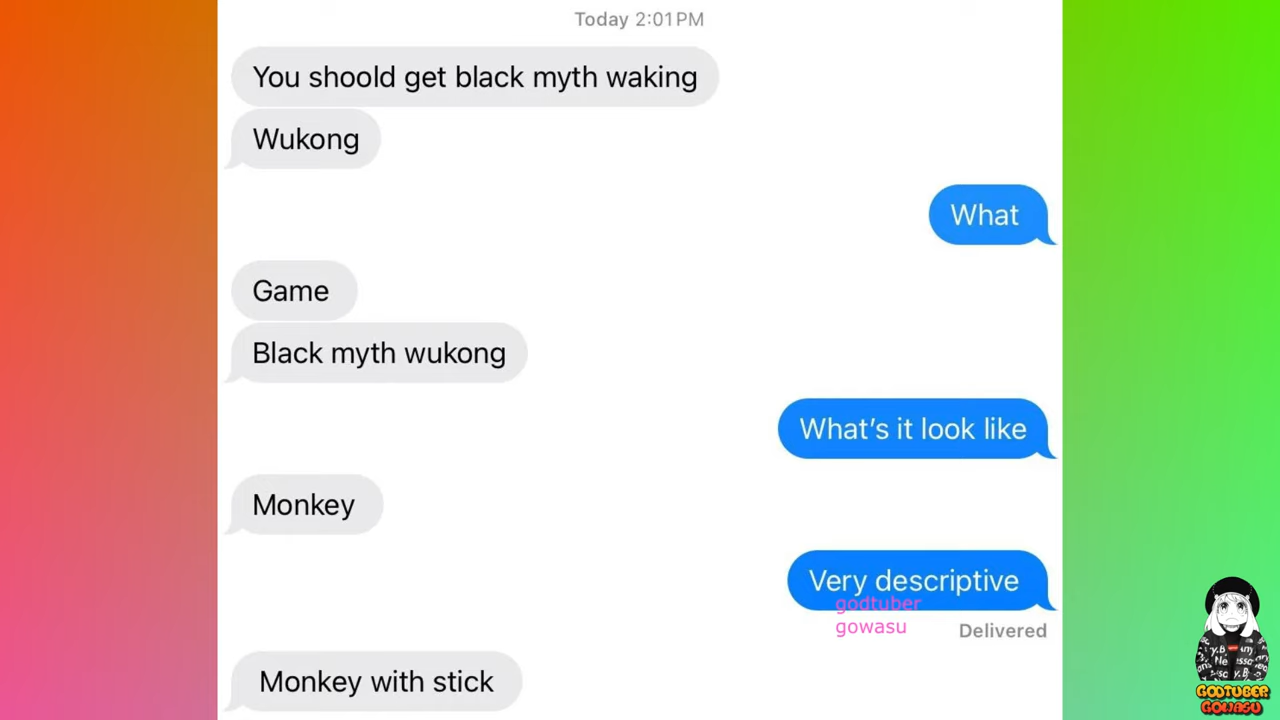 Today 2:01 PM
You shoold get black myth waking
Wukong
What
Game
Black myth wukong
What’s it look like
Monkey
Very descriptive
godtuber
gowasu
Delivered
Monkey with stick
GODTUBER
GOWASU